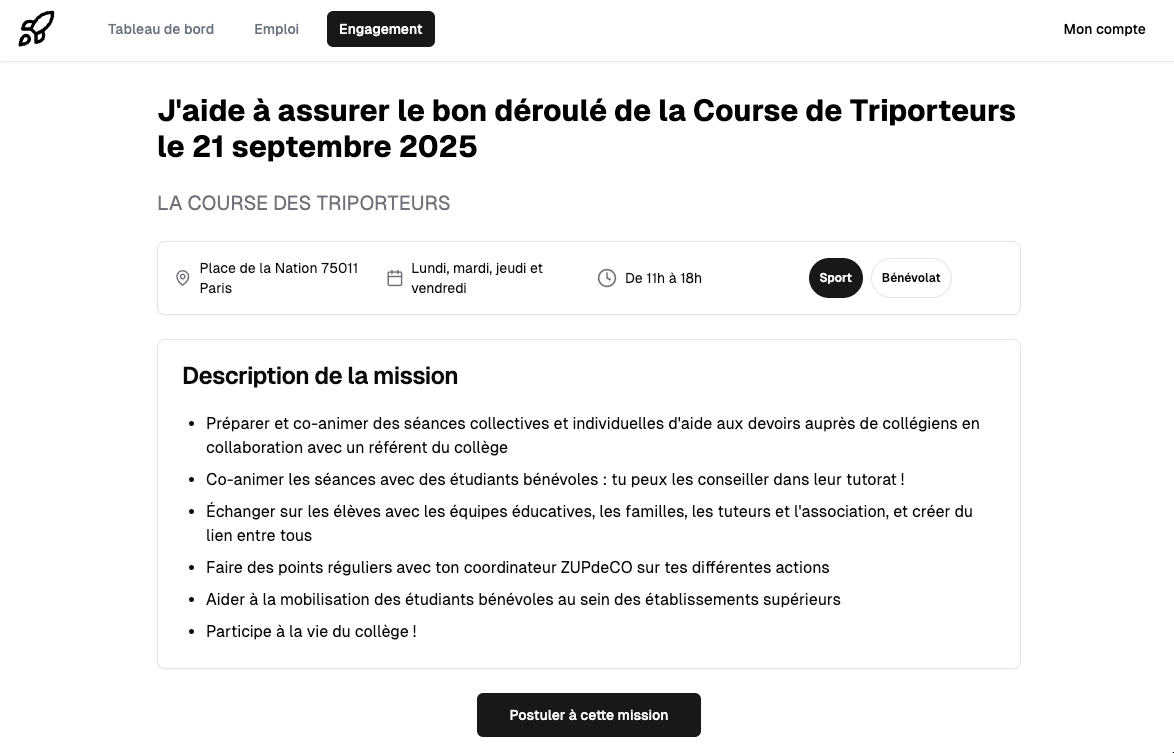 Tableau de bord
Emploi
Engagement
Mon compte
J'aide à assurer le bon déroulé de la Course de Triporteurs
le 21 septembre 2025
LA COURSE DES TRIPORTEURS
Place de la Nation 75011
Paris
Lundi, mardi, jeudi et
vendredi
De 11h à 18h
Sport
Bénévolat
Description de la mission
• Préparer et co-animer des séances collectives et individuelles d'aide aux devoirs auprès de collégiens en
collaboration avec un référent du collège
• Co-animer les séances avec des étudiants bénévoles : tu peux les conseiller dans leur tutorat !
• Échanger sur les élèves avec les équipes éducatives, les familles, les tuteurs et l'association, et créer du
lien entre tous
• Faire des points réguliers avec ton coordinateur ZUPdeCO sur tes différentes actions
• Aider à la mobilisation des étudiants bénévoles au sein des établissements supérieurs
• Participe à la vie du collège !
Postuler à cette mission